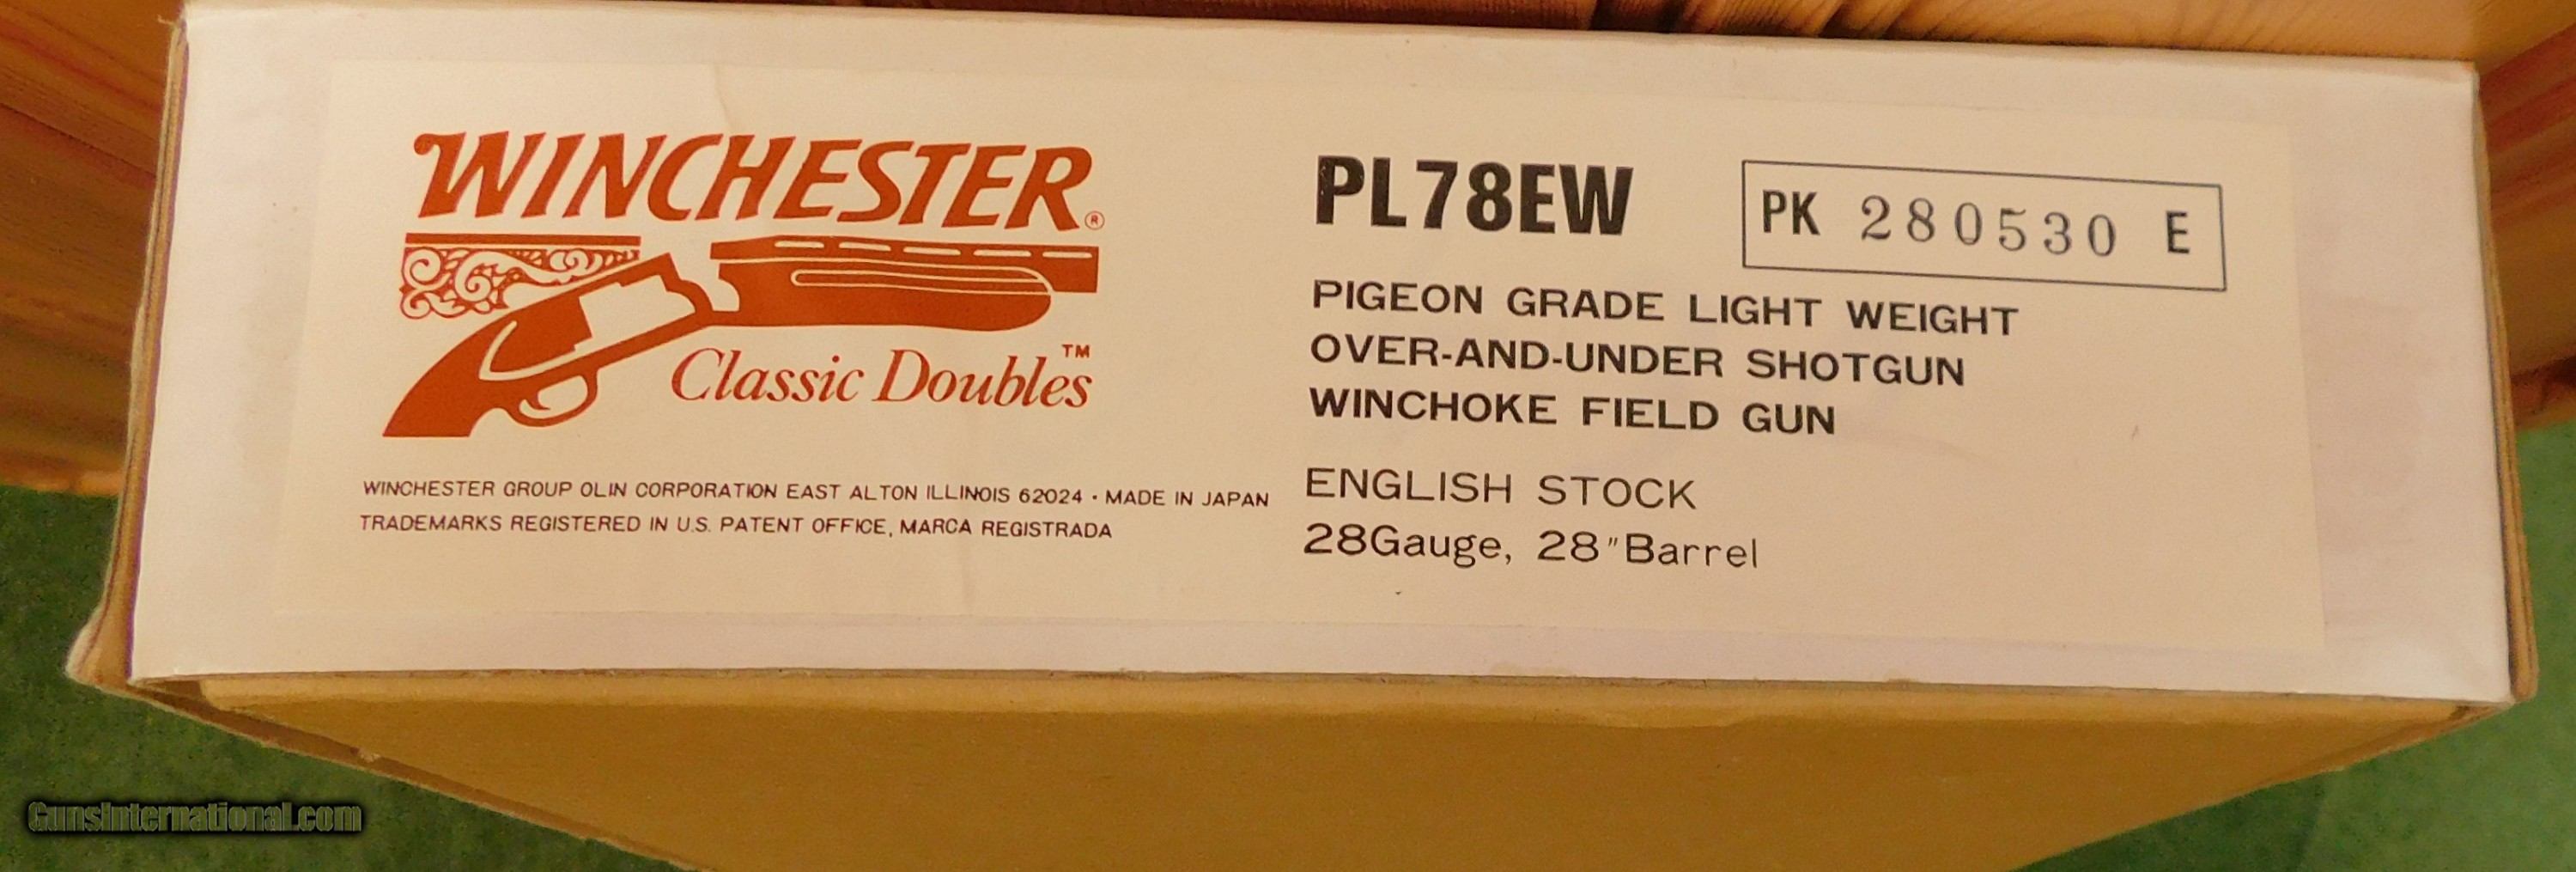 WINCHESTER®
Classic Doubles™
WINCHESTER GROUP OLIN CORPORATION EAST ALTON ILLINOIS 62024 · MADE IN JAPAN
TRADEMARKS REGISTERED IN U.S. PATENT OFFICE, MARCA REGISTRADA
PL78EW
PK 280530 E
PIGEON GRADE LIGHT WEIGHT
OVER-AND-UNDER SHOTGUN
WINCHOKE FIELD GUN
ENGLISH STOCK
28Gauge, 28"Barrel
GunsInternational.com